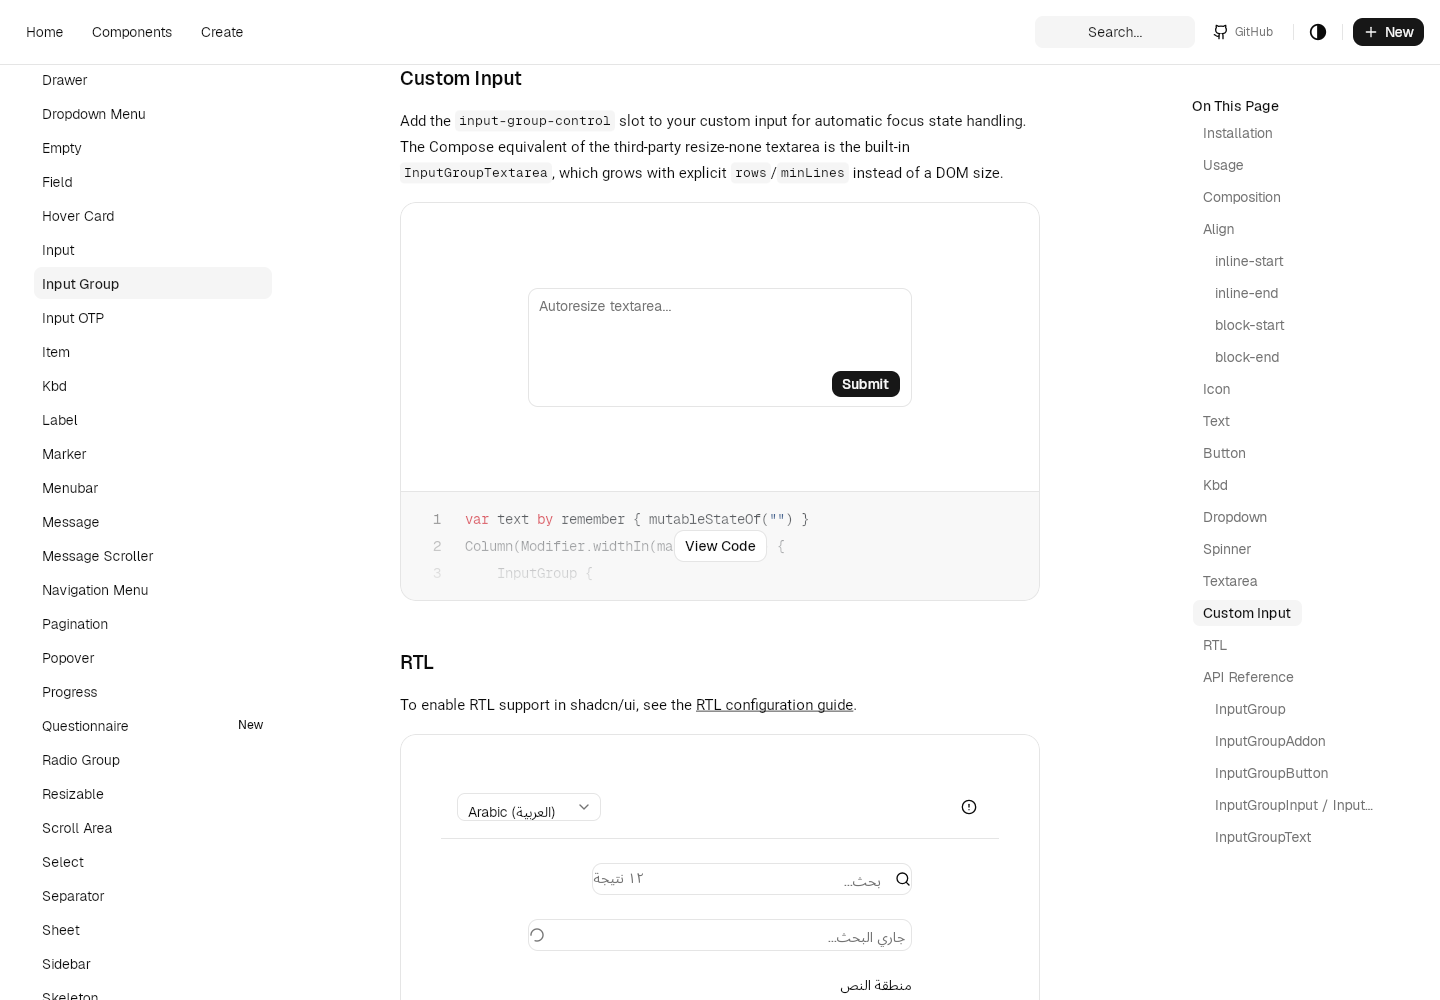 Home
Components
Create
Search...
GitHub
New
Drawer
Dropdown Menu
Empty
Field
Hover Card
Input
Input Group
Input OTP
Item
Kbd
Label
Marker
Menubar
Message
Message Scroller
Navigation Menu
Pagination
Popover
Progress
Questionnaire New
Radio Group
Resizable
Scroll Area
Select
Separator
Sheet
Sidebar
Skeleton
Custom Input
Add the input-group-control slot to your custom input for automatic focus state handling.
The Compose equivalent of the third-party resize-none textarea is the built-in
InputGroupTextarea, which grows with explicit rows/minLines instead of a DOM size.
Autoresize textarea...
Submit
1 var text by remember { mutableStateOf("") }
2 Column(Modifier.widthIn(ma {
View Code
3 InputGroup {
RTL
To enable RTL support in shadcn/ui, see the RTL configuration guide.
Arabic (العربية)
بحث...
١٢ نتيجة
جاري البحث...
منطقة النص
On This Page
Installation
Usage
Composition
Align
inline-start
inline-end
block-start
block-end
Icon
Text
Button
Kbd
Dropdown
Spinner
Textarea
Custom Input
RTL
API Reference
InputGroup
InputGroupAddon
InputGroupButton
InputGroupInput / Input...
InputGroupText